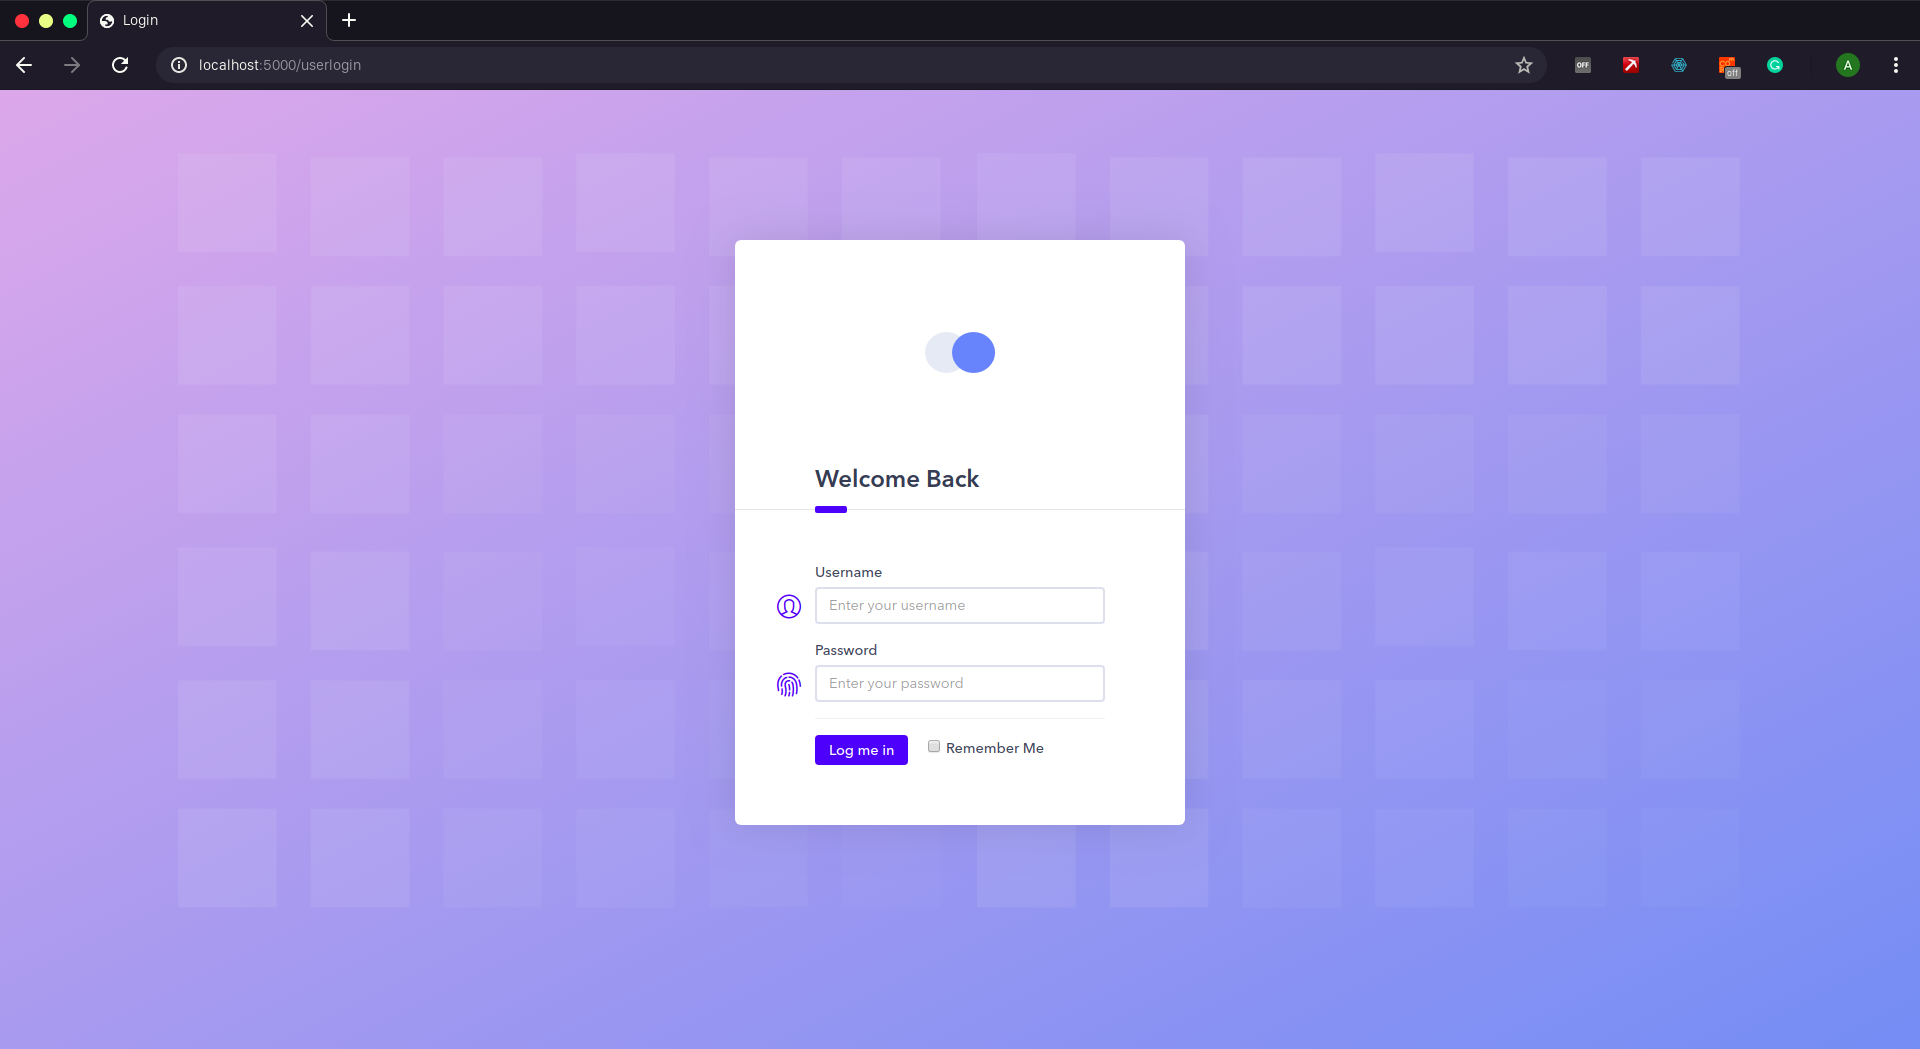 Login
localhost:5000/userlogin
OFF
off
A
Welcome Back
Username
Enter your username
Password
Enter your password
Log me in
Remember Me